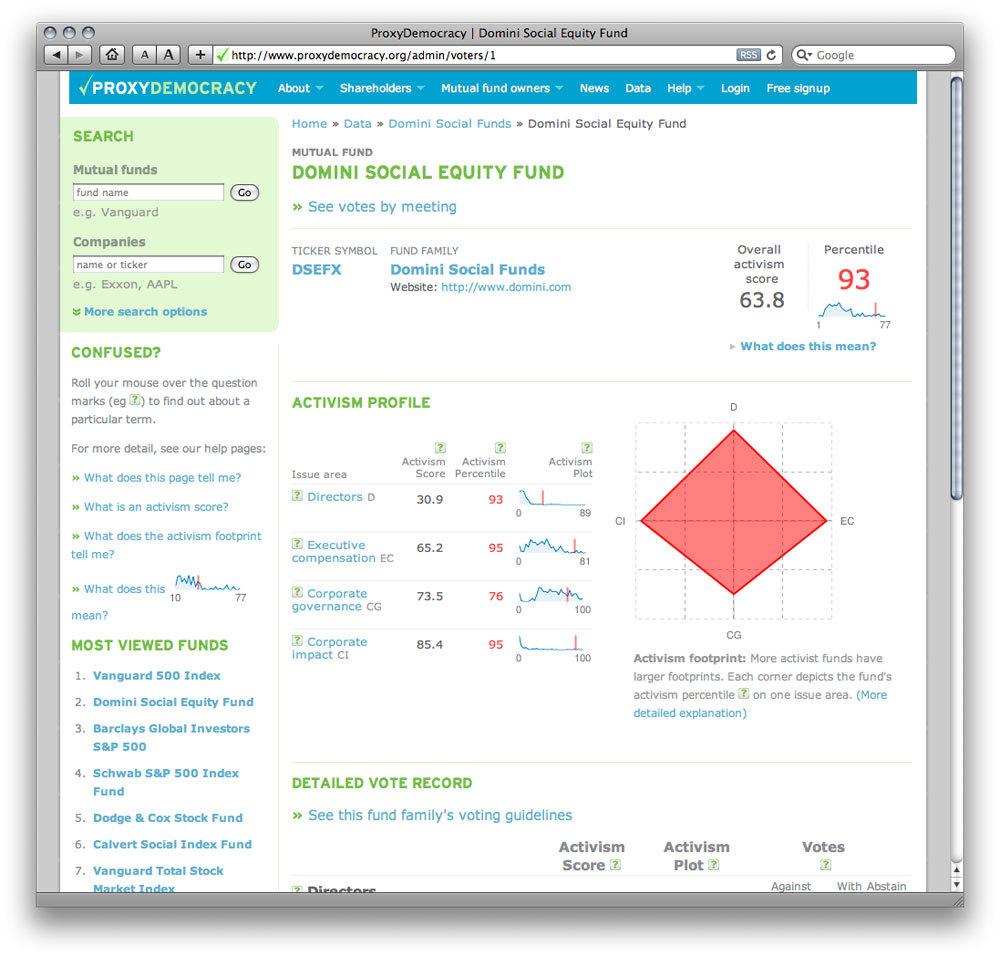 ProxyDemocracy | Domini Social Equity Fund
A A + http://www.proxydemocracy.org/admin/voters/1 RSS Google
PROXYDEMOCRACY About Shareholders Mutual fund owners News Data Help Login Free signup
SEARCH
Mutual funds
fund name Go
e.g. Vanguard
Companies
name or ticker Go
e.g. Exxon, AAPL
More search options
CONFUSED?
Roll your mouse over the question
marks (eg ?) to find out about a
particular term.
For more detail, see our help pages:
» What does this page tell me?
» What is an activism score?
» What does the activism footprint
tell me?
» What does this 10 77
mean?
MOST VIEWED FUNDS
1. Vanguard 500 Index
2. Domini Social Equity Fund
3. Barclays Global Investors
S&P 500
4. Schwab S&P 500 Index
Fund
5. Dodge & Cox Stock Fund
6. Calvert Social Index Fund
7. Vanguard Total Stock
Market Index
Home » Data » Domini Social Funds » Domini Social Equity Fund
MUTUAL FUND
DOMINI SOCIAL EQUITY FUND
» See votes by meeting
TICKER SYMBOL FUND FAMILY
DSEFX Domini Social Funds
Website: http://www.domini.com
Overall
activism
score
63.8
Percentile
93
1 77
What does this mean?
ACTIVISM PROFILE
? ? ?
Issue area Activism Score Activism Percentile Activism Plot
? Directors D 30.9 93 0 89
? Executive
compensation EC 65.2 95 0 81
? Corporate
governance CG 73.5 76 0 100
? Corporate
impact CI 85.4 95 0 100
D
CI EC
CG
Activism footprint: More activist funds have
larger footprints. Each corner depicts the fund's
activism percentile ? on one issue area. (More
detailed explanation)
DETAILED VOTE RECORD
» See this fund family's voting guidelines
Activism Activism Votes
Score ? Plot ? ?
Against With Abstain
? Directors